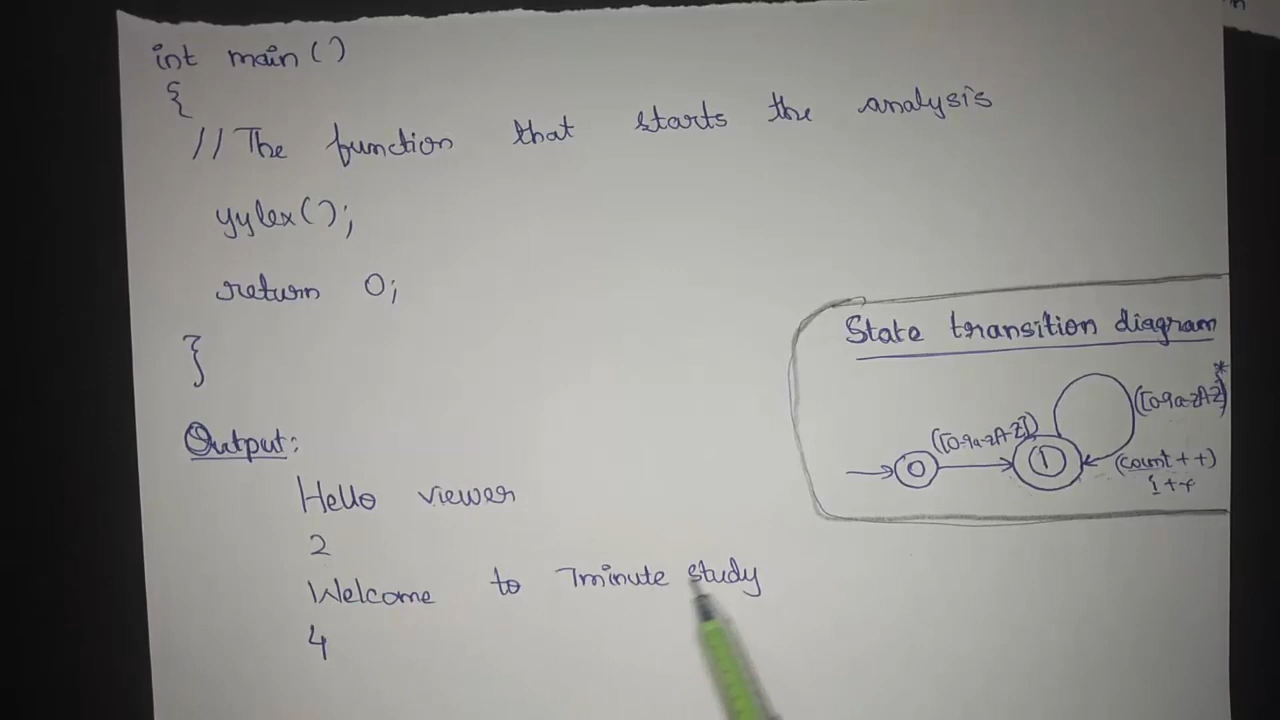 int main()
{
// The function that starts the analysis
yylex();
return 0;
}
Output:
Hello viewer
2
Welcome to 7minute study
4
State transition diagram
([0-9a-zA-Z])*
([0-9a-zA-Z])
0
1
(count++)